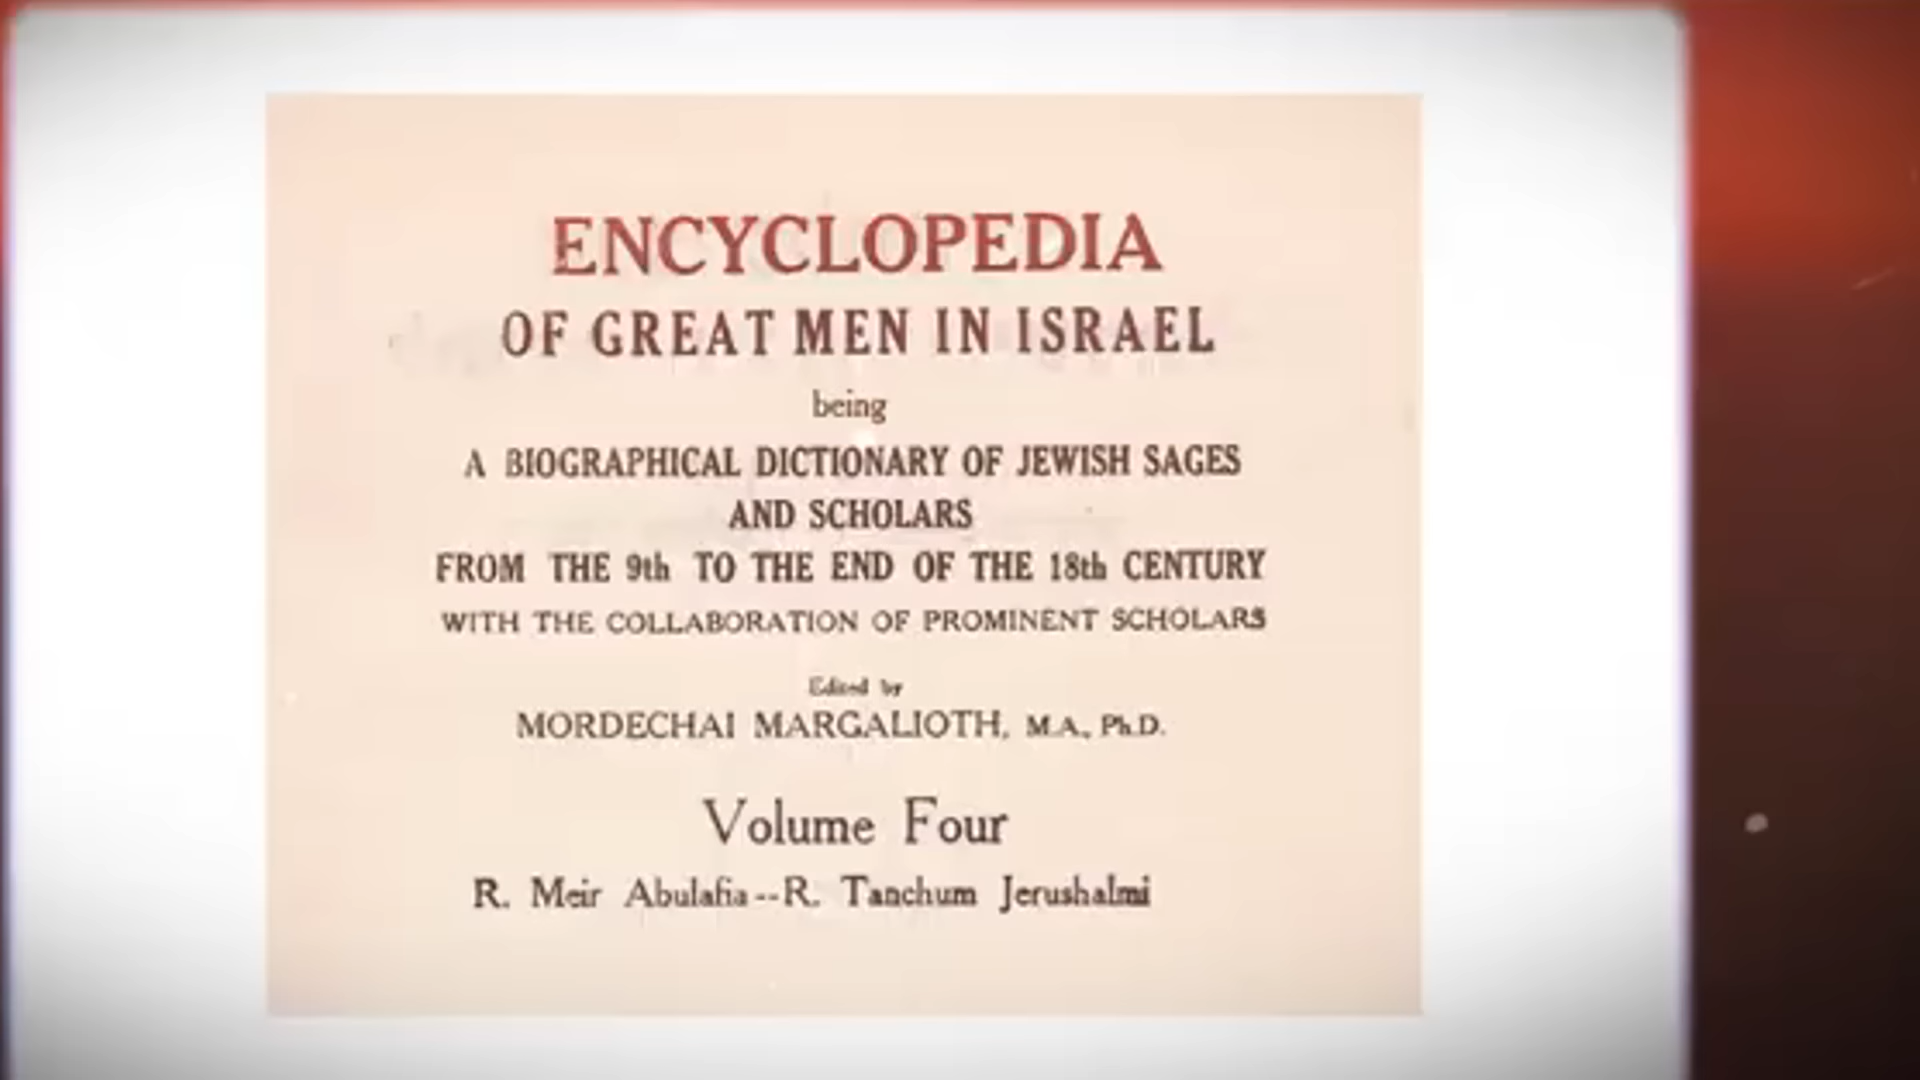 ENCYCLOPEDIA
OF GREAT MEN IN ISRAEL
being
A BIOGRAPHICAL DICTIONARY OF JEWISH SAGES
AND SCHOLARS
FROM THE 9th TO THE END OF THE 18th CENTURY
WITH THE COLLABORATION OF PROMINENT SCHOLARS
Edited by
MORDECHAI MARGALIOTH, M.A., Ph.D.
Volume Four
R. Meir Abulafia--R. Tanchum Jerushalmi